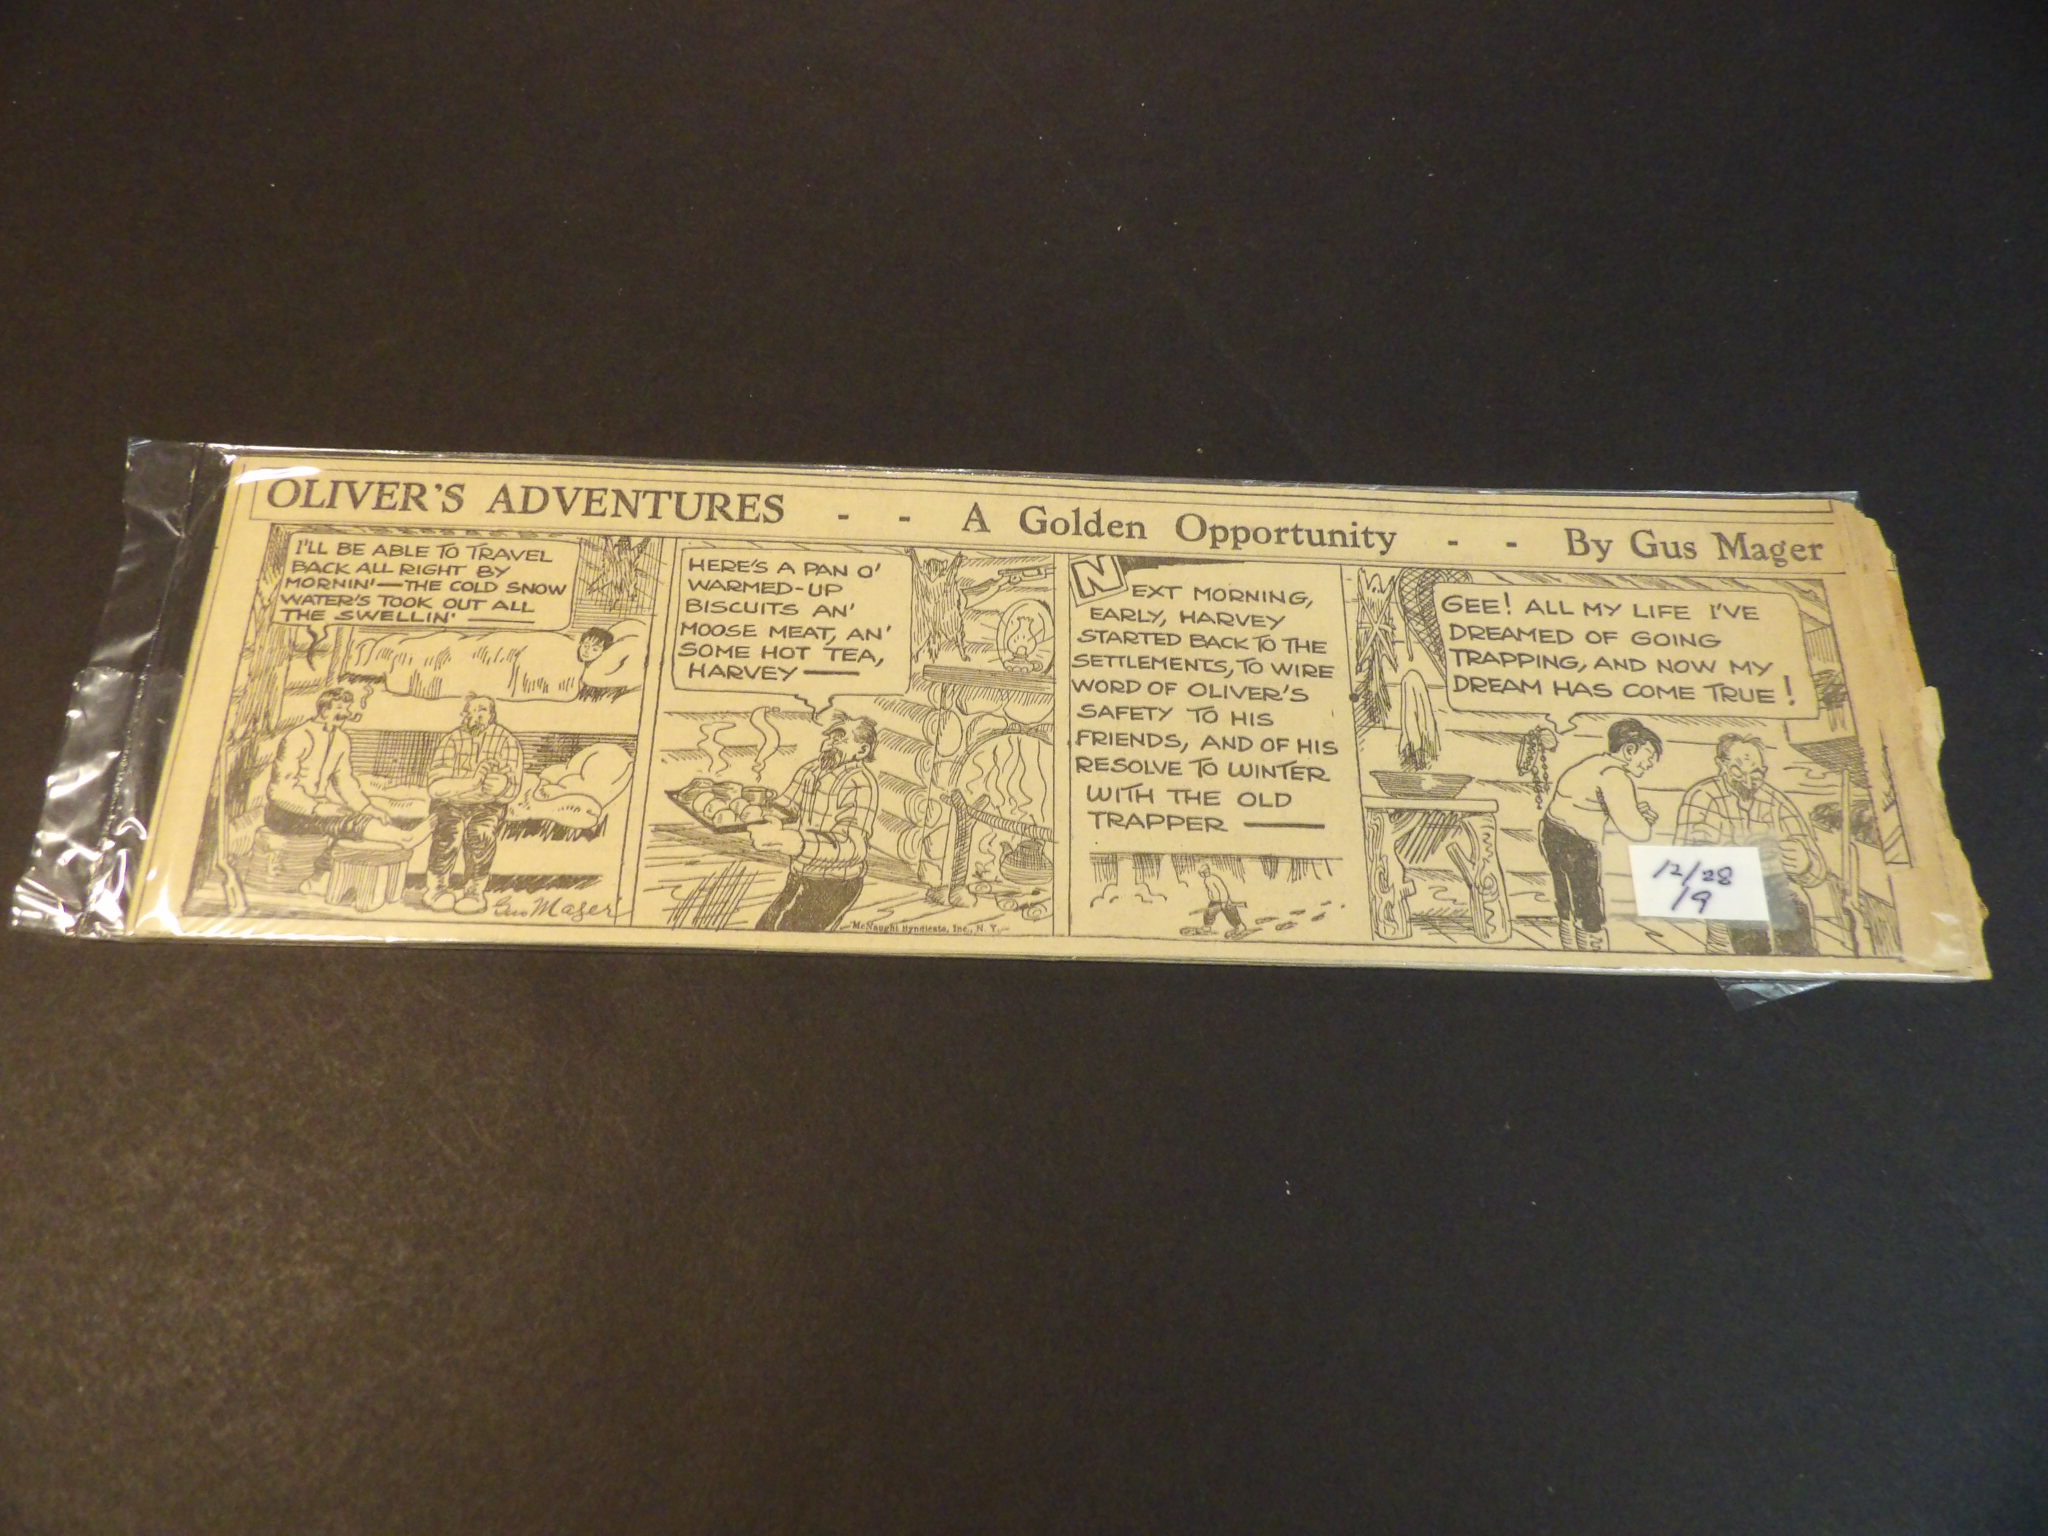 OLIVER'S ADVENTURES - - A Golden Opportunity - - By Gus Mager
I'LL BE ABLE TO TRAVEL
BACK ALL RIGHT BY
MORNIN'—THE COLD SNOW
WATER'S TOOK OUT ALL
THE SWELLIN' —
Gus Mager
HERE'S A PAN O'
WARMED-UP
BISCUITS AN'
MOOSE MEAT, AN'
SOME HOT TEA,
HARVEY —
McNaught Syndicate, Inc., N. Y.
NEXT MORNING,
EARLY, HARVEY
STARTED BACK TO THE
SETTLEMENTS, TO WIRE
WORD OF OLIVER'S
SAFETY TO HIS
FRIENDS, AND OF HIS
RESOLVE TO WINTER
WITH THE OLD
TRAPPER —
GEE! ALL MY LIFE I'VE
DREAMED OF GOING
TRAPPING, AND NOW MY
DREAM HAS COME TRUE!
12/28
19